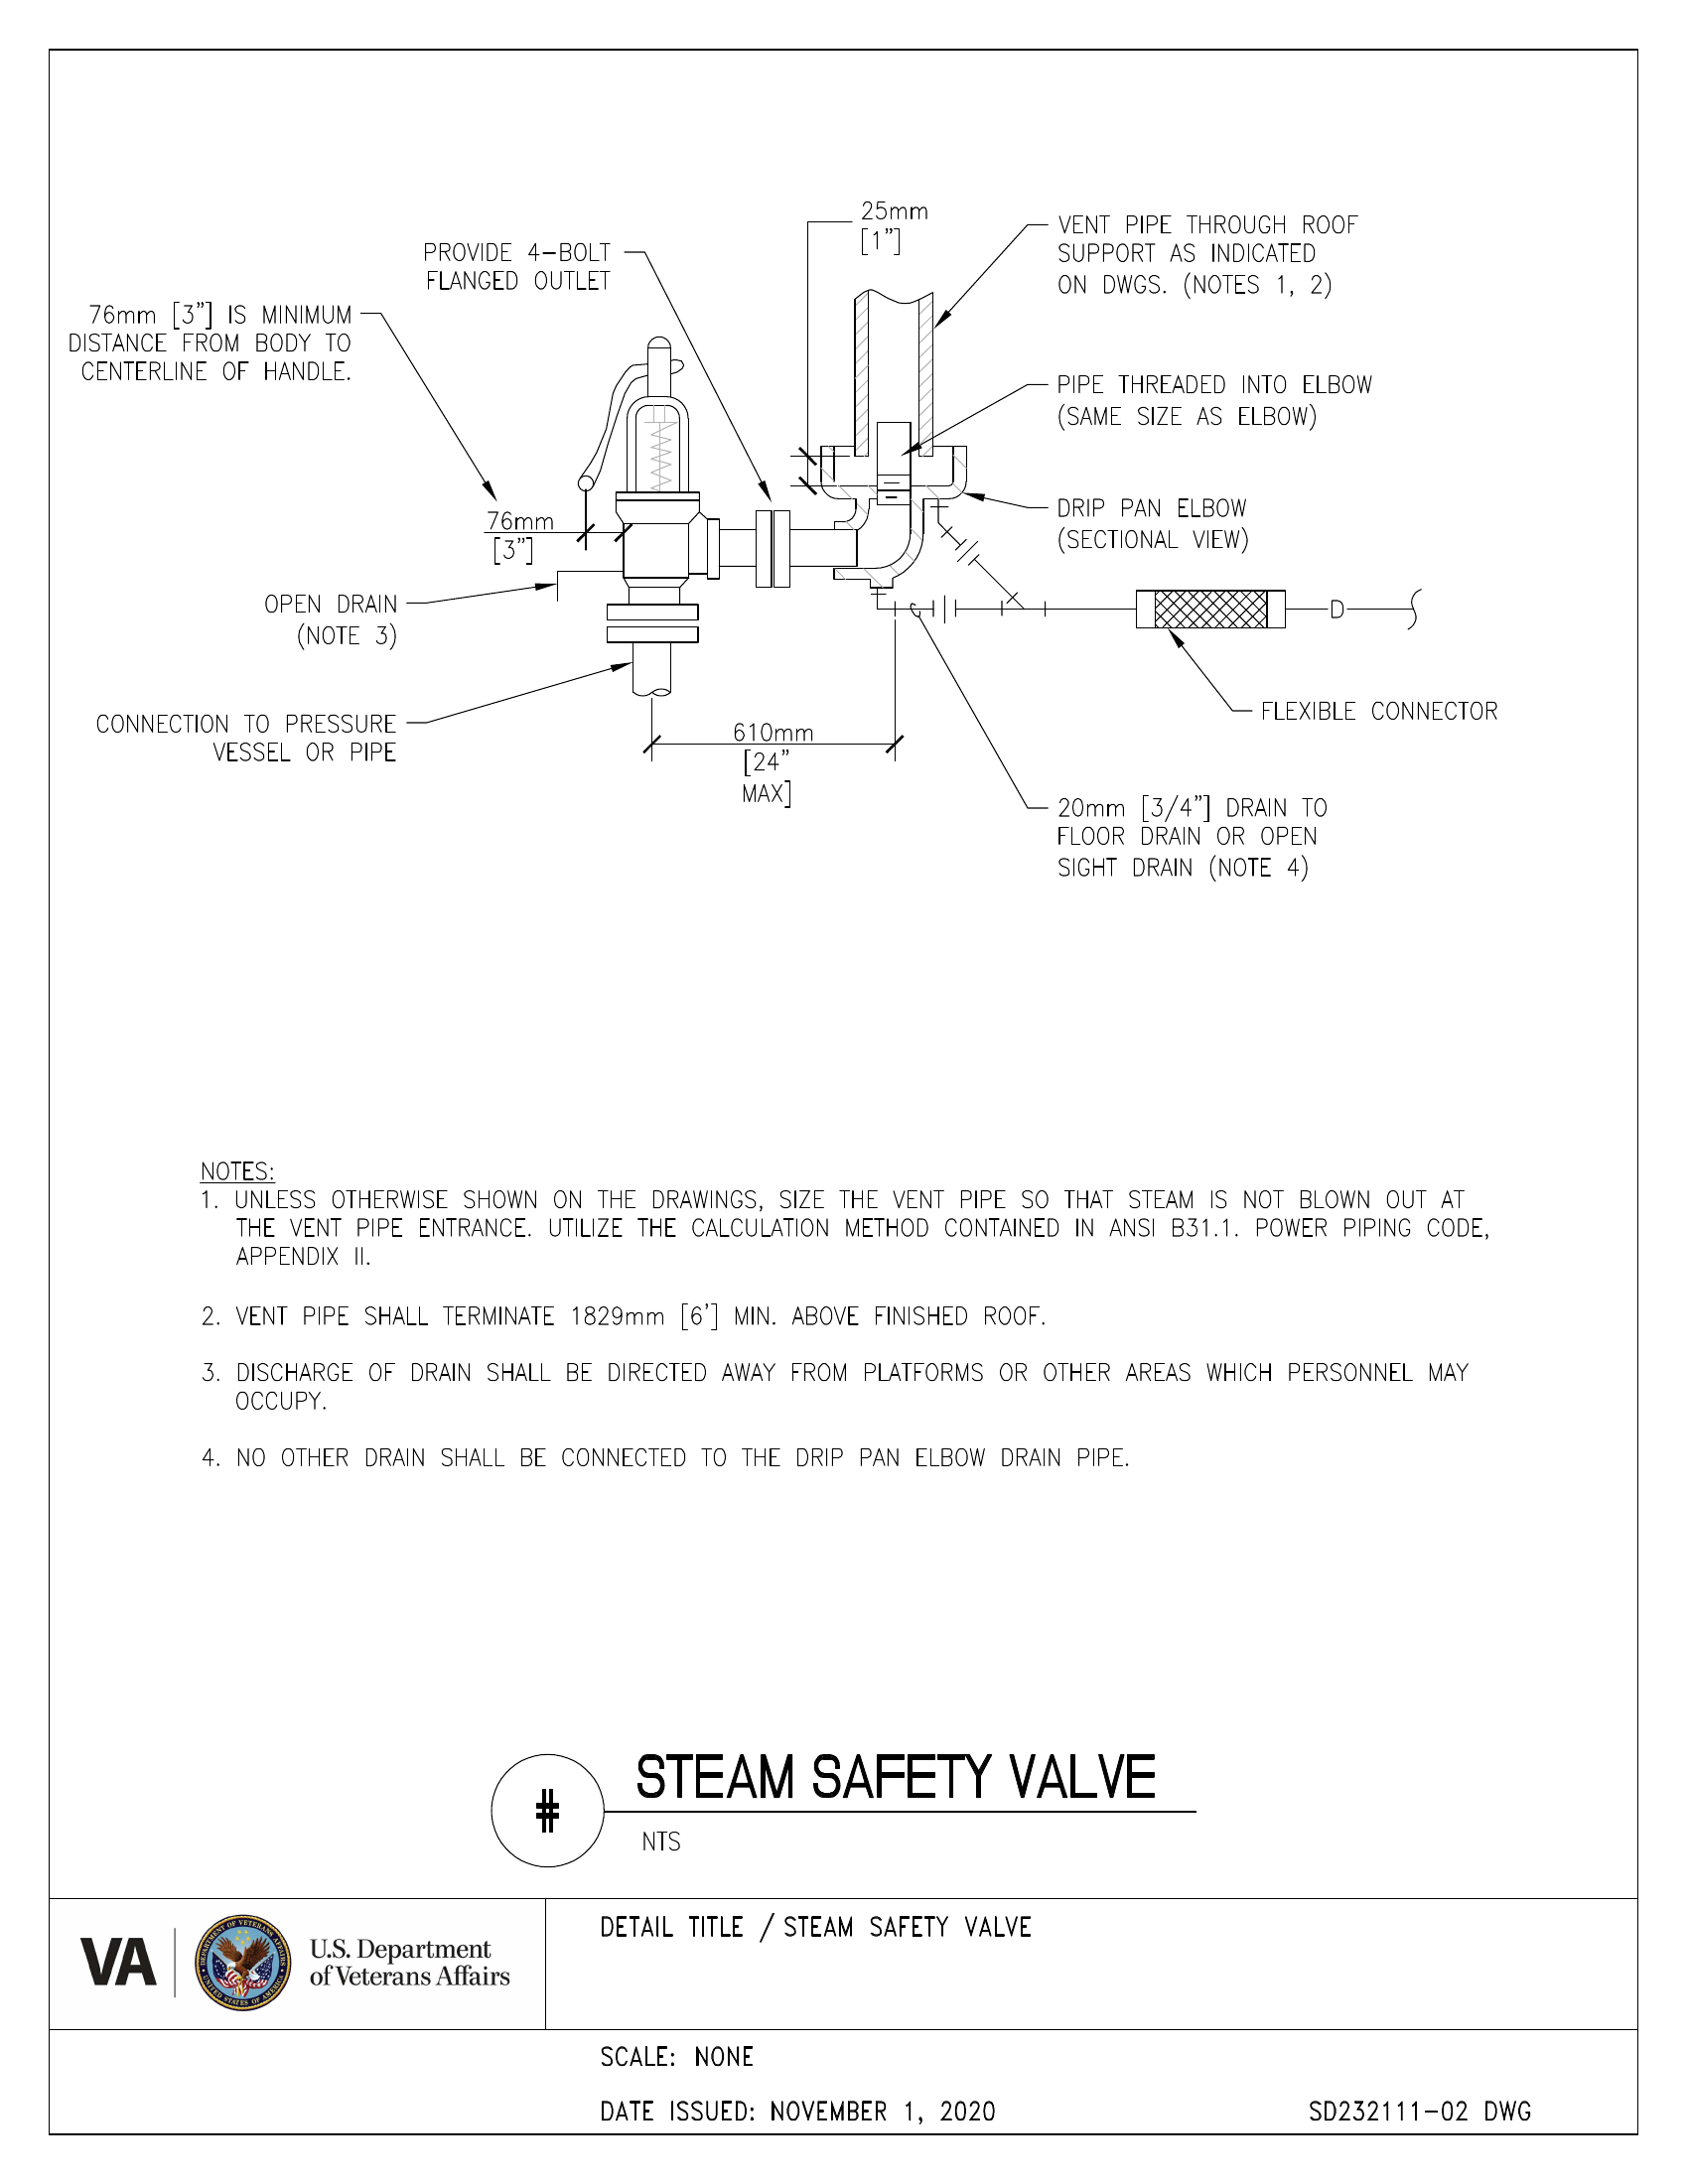 25mm
[1"]
VENT PIPE THROUGH ROOF
SUPPORT AS INDICATED
ON DWGS. (NOTES 1, 2)
PROVIDE 4-BOLT
FLANGED OUTLET
76mm [3"] IS MINIMUM
DISTANCE FROM BODY TO
CENTERLINE OF HANDLE.
PIPE THREADED INTO ELBOW
(SAME SIZE AS ELBOW)
76mm
[3"]
DRIP PAN ELBOW
(SECTIONAL VIEW)
OPEN DRAIN
(NOTE 3)
D
CONNECTION TO PRESSURE
VESSEL OR PIPE
FLEXIBLE CONNECTOR
610mm
[24"
MAX]
20mm [3/4"] DRAIN TO
FLOOR DRAIN OR OPEN
SIGHT DRAIN (NOTE 4)
NOTES:
1. UNLESS OTHERWISE SHOWN ON THE DRAWINGS, SIZE THE VENT PIPE SO THAT STEAM IS NOT BLOWN OUT AT
THE VENT PIPE ENTRANCE. UTILIZE THE CALCULATION METHOD CONTAINED IN ANSI B31.1. POWER PIPING CODE,
APPENDIX II.
2. VENT PIPE SHALL TERMINATE 1829mm [6'] MIN. ABOVE FINISHED ROOF.
3. DISCHARGE OF DRAIN SHALL BE DIRECTED AWAY FROM PLATFORMS OR OTHER AREAS WHICH PERSONNEL MAY
OCCUPY.
4. NO OTHER DRAIN SHALL BE CONNECTED TO THE DRIP PAN ELBOW DRAIN PIPE.
#
STEAM SAFETY VALVE
NTS
VA
DEPARTMENT OF VETERANS AFFAIRS
UNITED STATES OF AMERICA
U.S. Department
of Veterans Affairs
DETAIL TITLE / STEAM SAFETY VALVE
SCALE: NONE
DATE ISSUED: NOVEMBER 1, 2020
SD232111-02 DWG